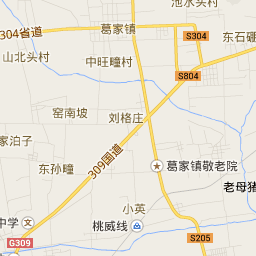 池水头村
304省道
葛家镇
S304
东石
山北头村
中旺疃村
S804
窑南坡
刘格庄
家泊子
309国道
东孙疃
葛家镇敬老院
老母猪
小英
中学
桃威线
G309
S205